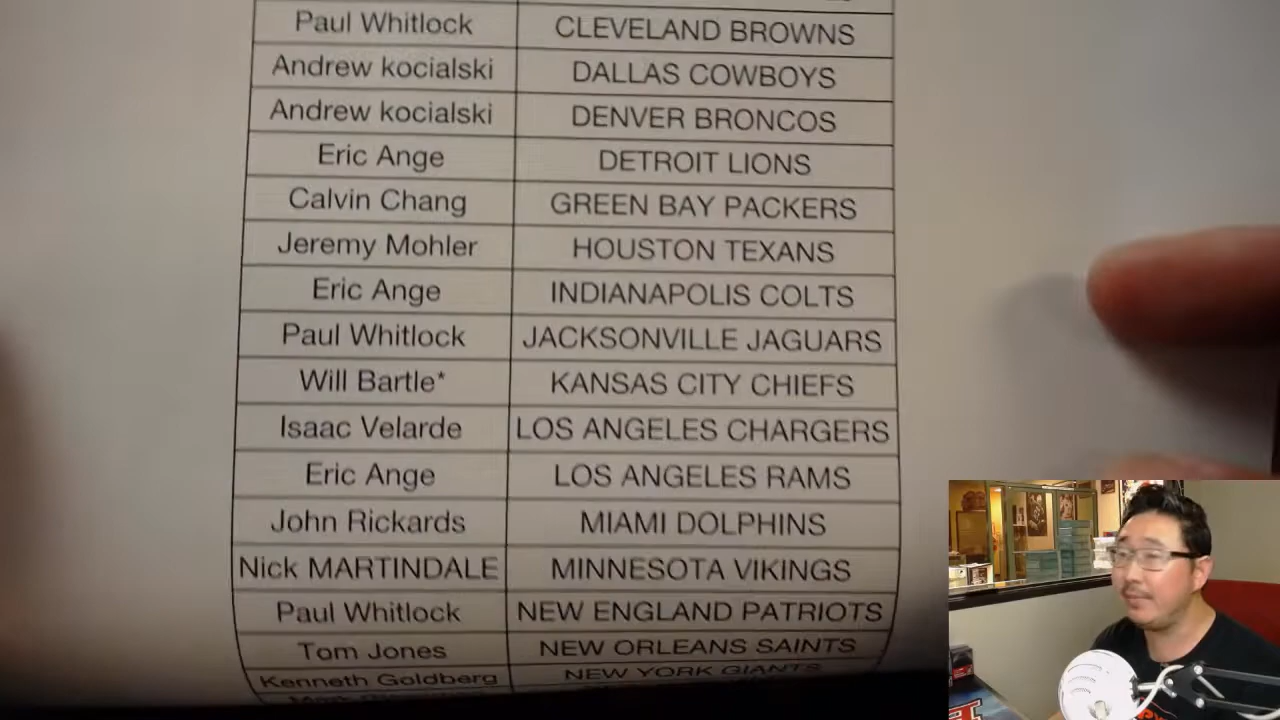 Paul Whitlock CLEVELAND BROWNS
Andrew kocialski DALLAS COWBOYS
Andrew kocialski DENVER BRONCOS
Eric Ange DETROIT LIONS
Calvin Chang GREEN BAY PACKERS
Jeremy Mohler HOUSTON TEXANS
Eric Ange INDIANAPOLIS COLTS
Paul Whitlock JACKSONVILLE JAGUARS
Will Bartle* KANSAS CITY CHIEFS
Isaac Velarde LOS ANGELES CHARGERS
Eric Ange LOS ANGELES RAMS
John Rickards MIAMI DOLPHINS
Nick MARTINDALE MINNESOTA VIKINGS
Paul Whitlock NEW ENGLAND PATRIOTS
Tom Jones NEW ORLEANS SAINTS
Kenneth Goldberg NEW YORK GIANTS